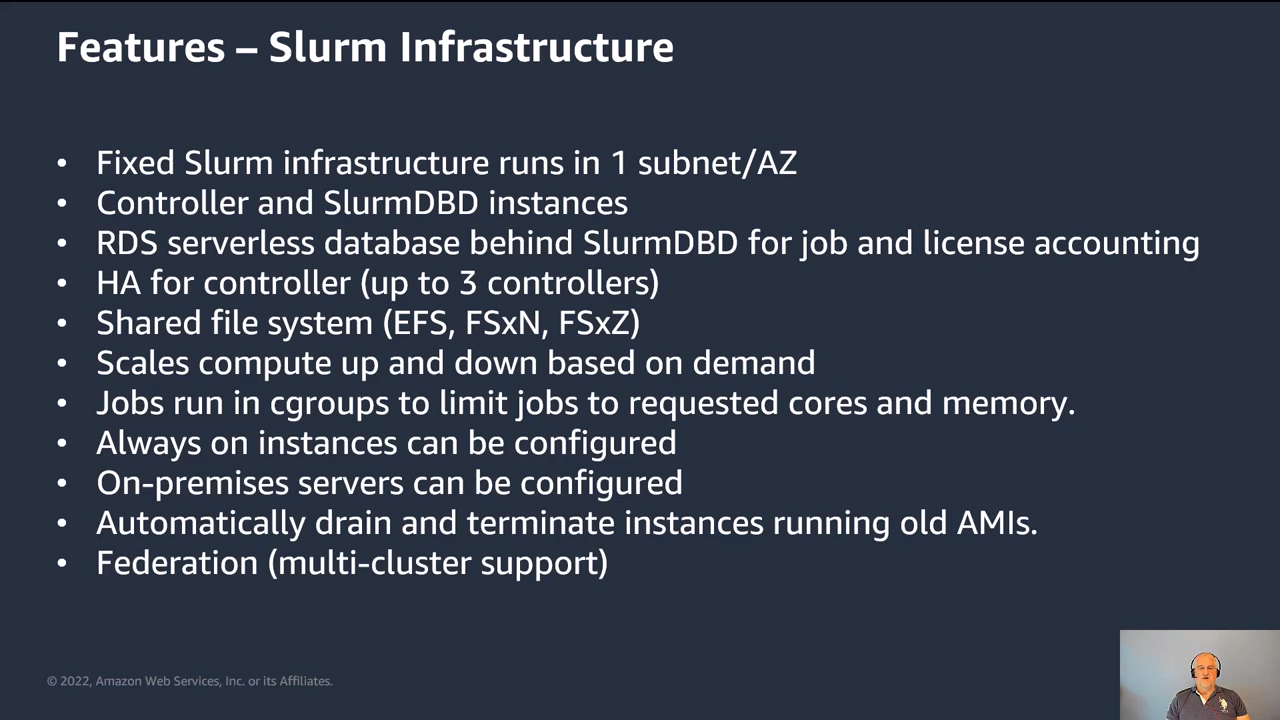 Features – Slurm Infrastructure
• Fixed Slurm infrastructure runs in 1 subnet/AZ
• Controller and SlurmDBD instances
• RDS serverless database behind SlurmDBD for job and license accounting
• HA for controller (up to 3 controllers)
• Shared file system (EFS, FSxN, FSxZ)
• Scales compute up and down based on demand
• Jobs run in cgroups to limit jobs to requested cores and memory.
• Always on instances can be configured
• On-premises servers can be configured
• Automatically drain and terminate instances running old AMIs.
• Federation (multi-cluster support)
© 2022, Amazon Web Services, Inc. or its Affiliates.